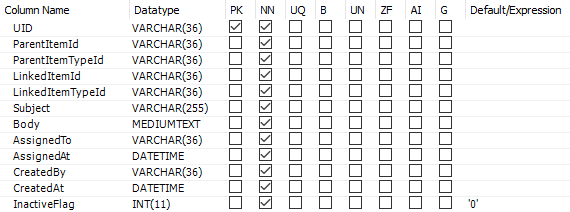 Column Name Datatype PK NN UQ B UN ZF AI G Default/Expression
UID VARCHAR(36)
ParentItemId VARCHAR(36)
ParentItemTypeId VARCHAR(36)
LinkedItemId VARCHAR(36)
LinkedItemTypeId VARCHAR(36)
Subject VARCHAR(255)
Body MEDIUMTEXT
AssignedTo VARCHAR(36)
AssignedAt DATETIME
CreatedBy VARCHAR(36)
CreatedAt DATETIME
InactiveFlag INT(11) '0'